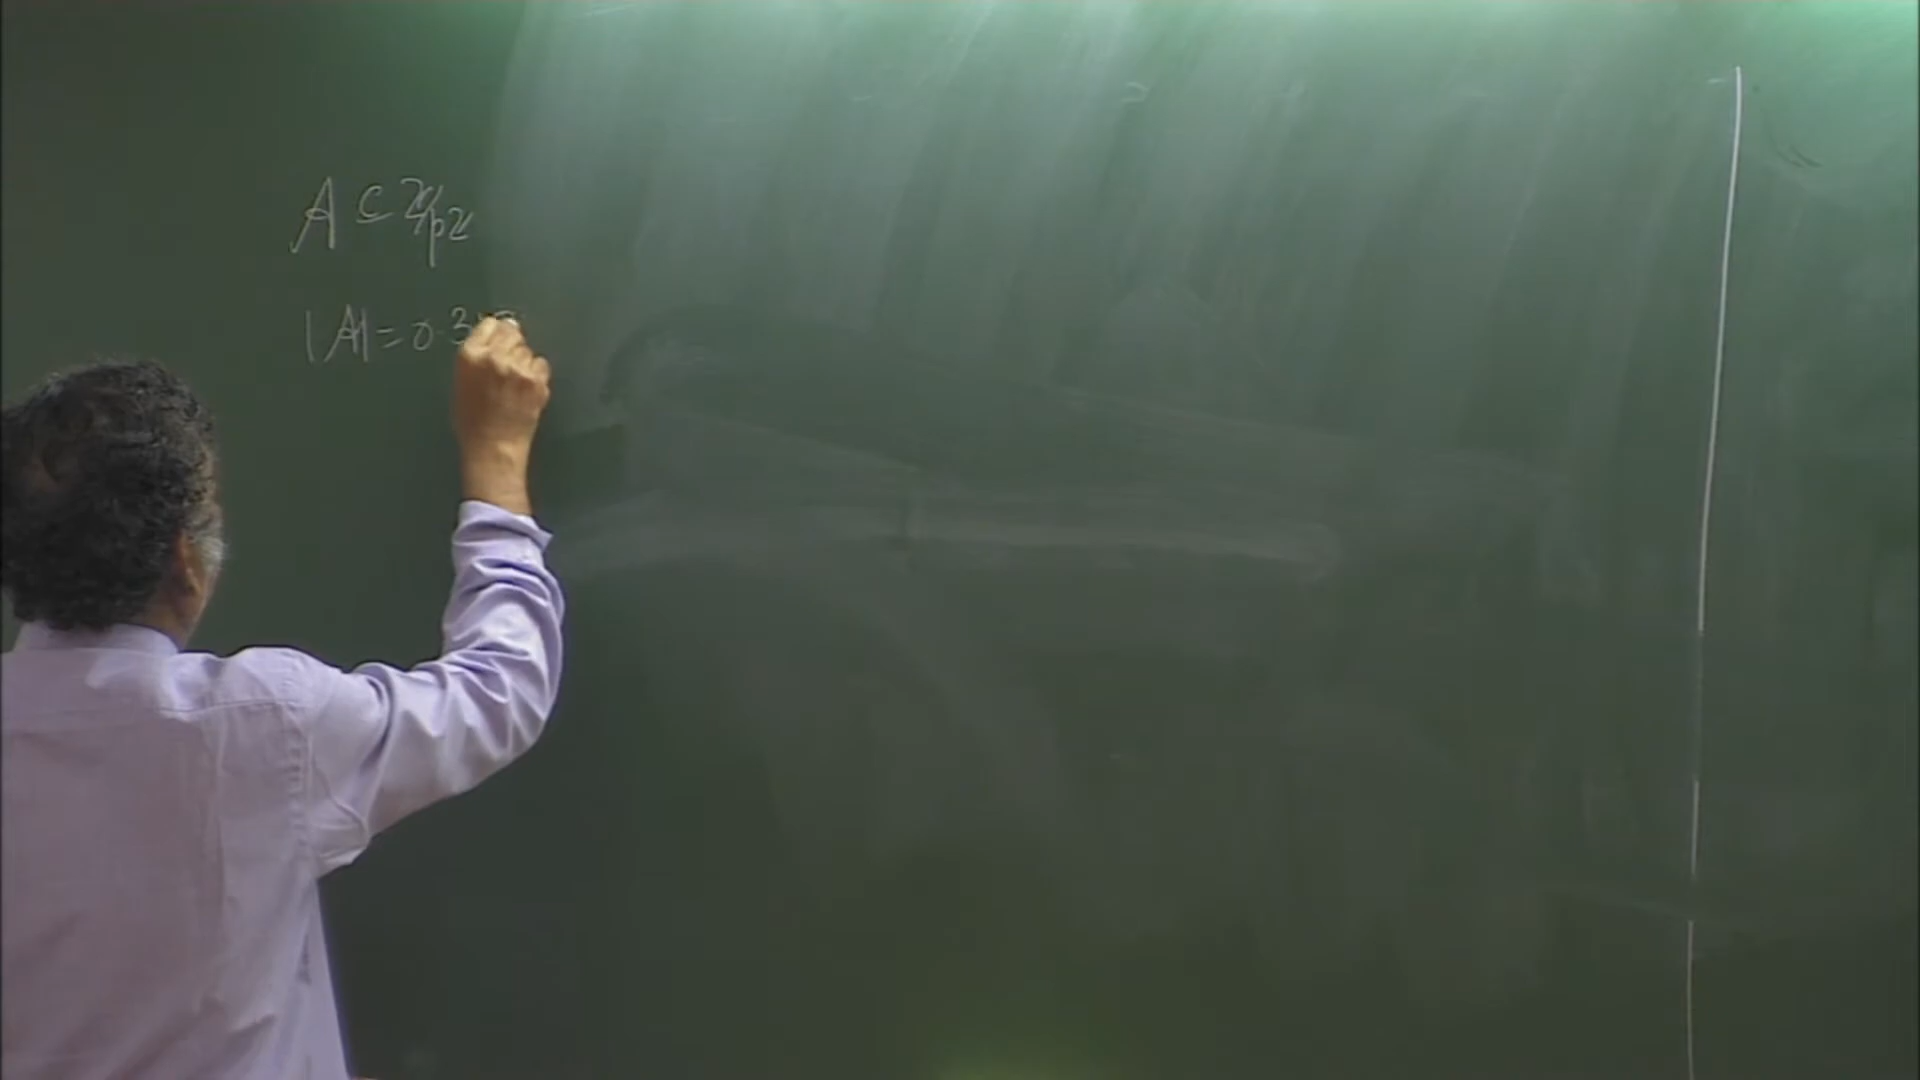 A ⊂ ℤ/pℤ
|A| = 0.3